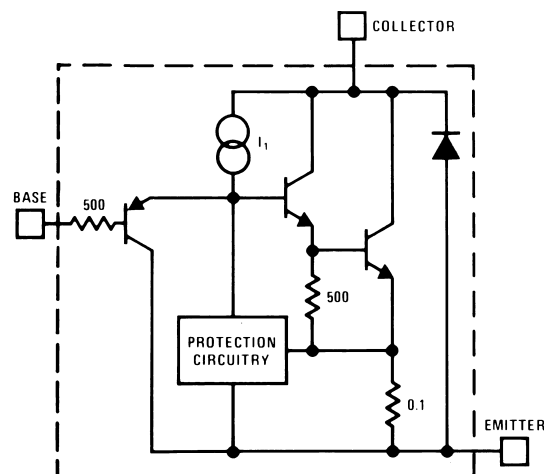 COLLECTOR
I₁
BASE
500
500
PROTECTION
CIRCUITRY
0.1
EMITTER